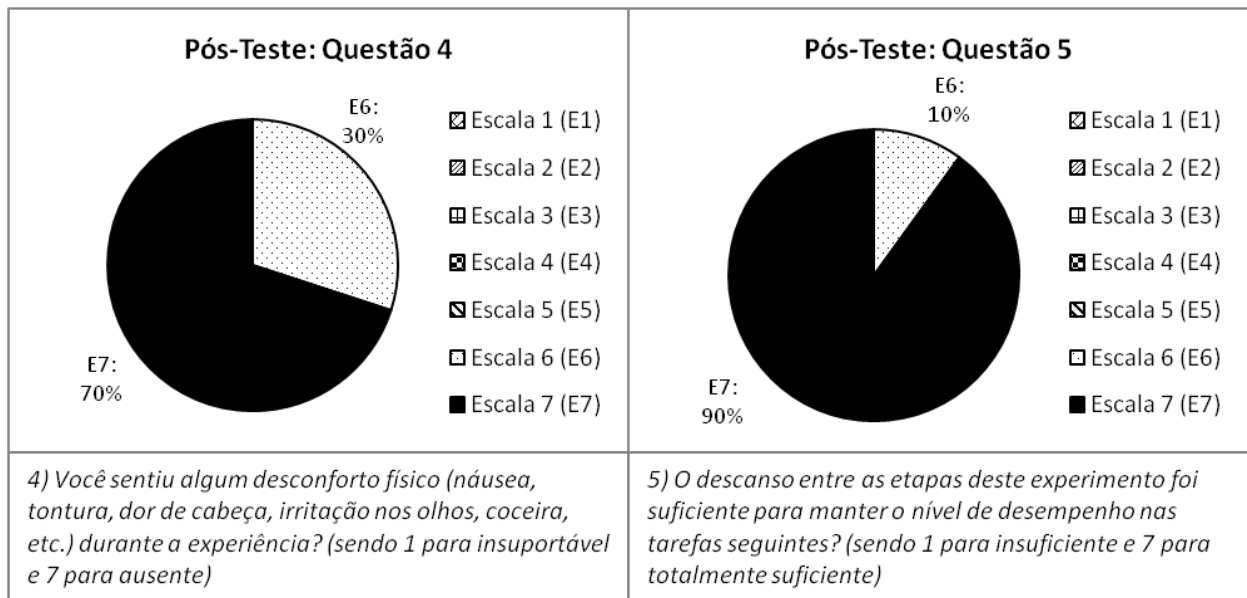 Pós-Teste: Questão 4
E6:
30%
E7:
70%
Escala 1 (E1)
Escala 2 (E2)
Escala 3 (E3)
Escala 4 (E4)
Escala 5 (E5)
Escala 6 (E6)
Escala 7 (E7)
Pós-Teste: Questão 5
E6:
10%
E7:
90%
Escala 1 (E1)
Escala 2 (E2)
Escala 3 (E3)
Escala 4 (E4)
Escala 5 (E5)
Escala 6 (E6)
Escala 7 (E7)
4) Você sentiu algum desconforto físico (náusea,
tontura, dor de cabeça, irritação nos olhos, coceira,
etc.) durante a experiência? (sendo 1 para insuportável
e 7 para ausente)
5) O descanso entre as etapas deste experimento foi
suficiente para manter o nível de desempenho nas
tarefas seguintes? (sendo 1 para insuficiente e 7 para
totalmente suficiente)